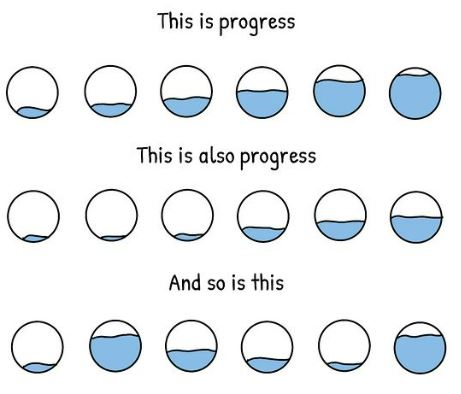 This is progress
This is also progress
And so is this